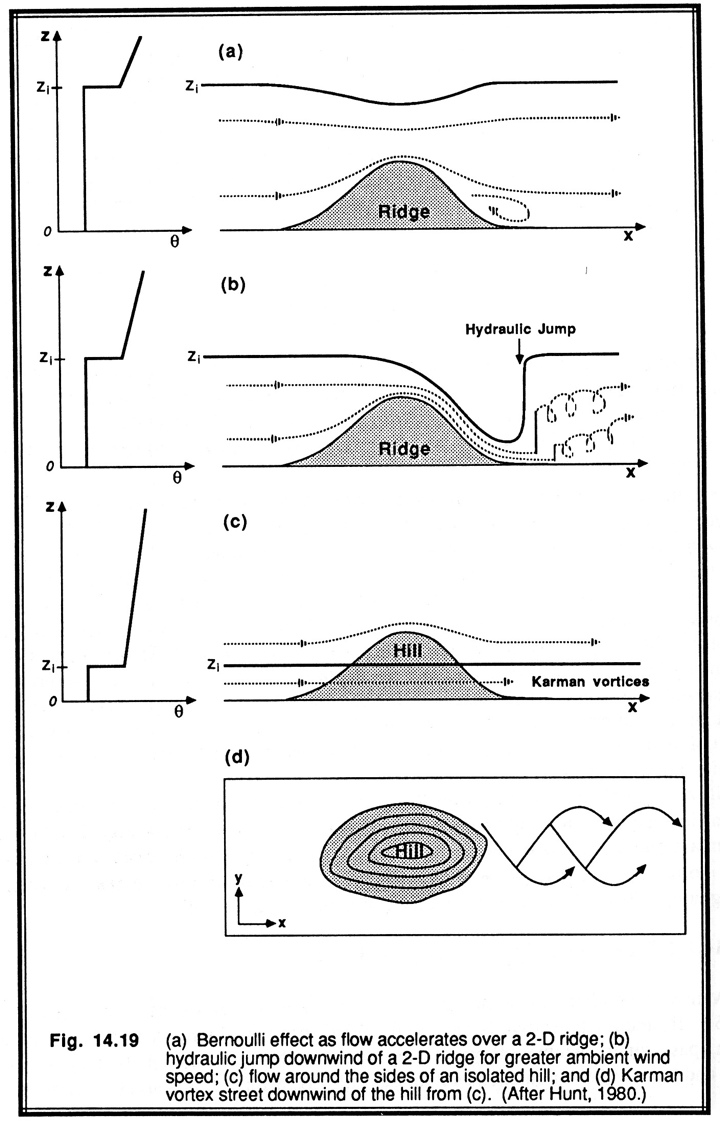 (a)
z
zi
0
θ
zi
Ridge
x
(b)
z
zi
0
θ
Hydraulic Jump
zi
Ridge
x
(c)
z
zi
0
θ
Hill
zi
Karman vortices
x
(d)
Hill
y
x
Fig. 14.19 (a) Bernoulli effect as flow accelerates over a 2-D ridge; (b)
hydraulic jump downwind of a 2-D ridge for greater ambient wind
speed; (c) flow around the sides of an isolated hill; and (d) Karman
vortex street downwind of the hill from (c). (After Hunt, 1980.)